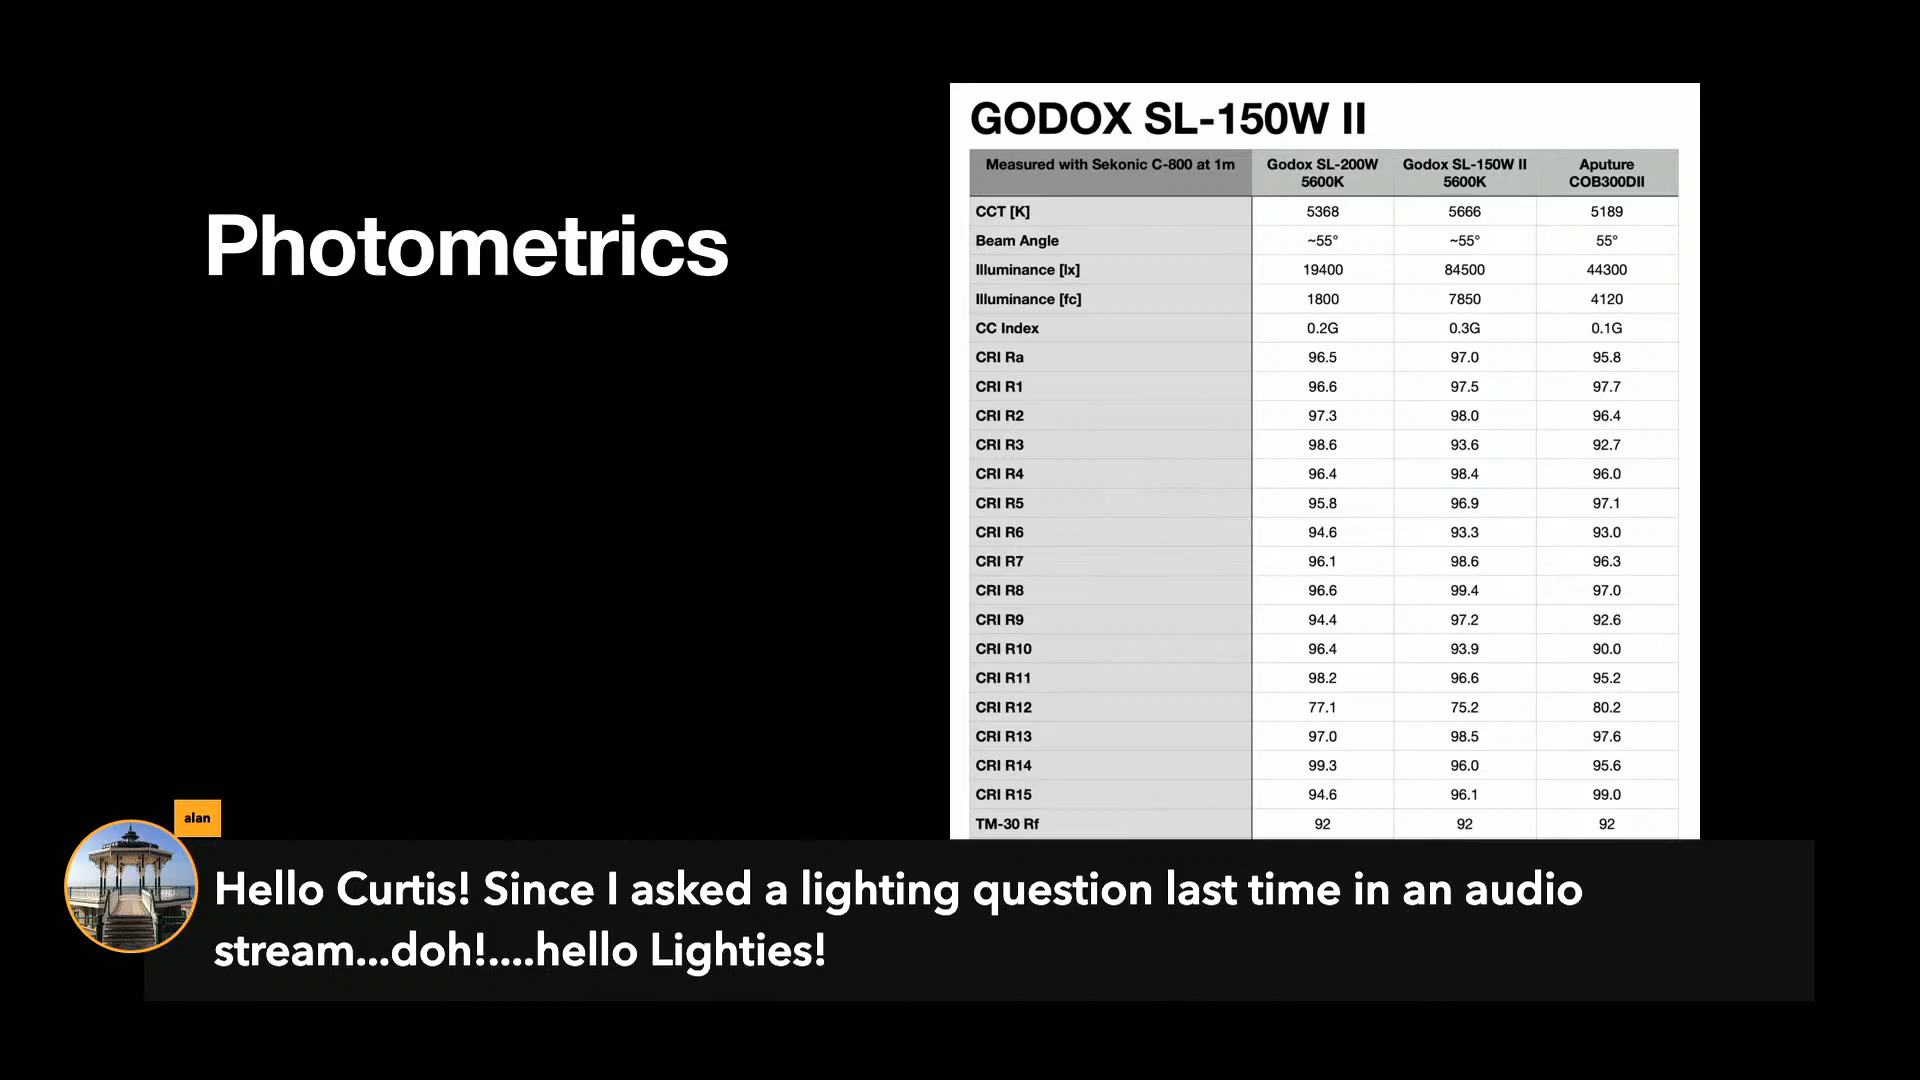 Photometrics
GODOX SL-150W II
Measured with Sekonic C-800 at 1m Godox SL-200W 5600K Godox SL-150W II 5600K Aputure COB300DII
CCT [K] 5368 5666 5189
Beam Angle ~55° ~55° 55°
Illuminance [lx] 19400 84500 44300
Illuminance [fc] 1800 7850 4120
CC Index 0.2G 0.3G 0.1G
CRI Ra 96.5 97.0 95.8
CRI R1 96.6 97.5 97.7
CRI R2 97.3 98.0 96.4
CRI R3 98.6 93.6 92.7
CRI R4 96.4 98.4 96.0
CRI R5 95.8 96.9 97.1
CRI R6 94.6 93.3 93.0
CRI R7 96.1 98.6 96.3
CRI R8 96.6 99.4 97.0
CRI R9 94.4 97.2 92.6
CRI R10 96.4 93.9 90.0
CRI R11 98.2 96.6 95.2
CRI R12 77.1 75.2 80.2
CRI R13 97.0 98.5 97.6
CRI R14 99.3 96.0 95.6
CRI R15 94.6 96.1 99.0
TM-30 Rf 92 92 92
alan
Hello Curtis! Since I asked a lighting question last time in an audio
stream...doh!....hello Lighties!